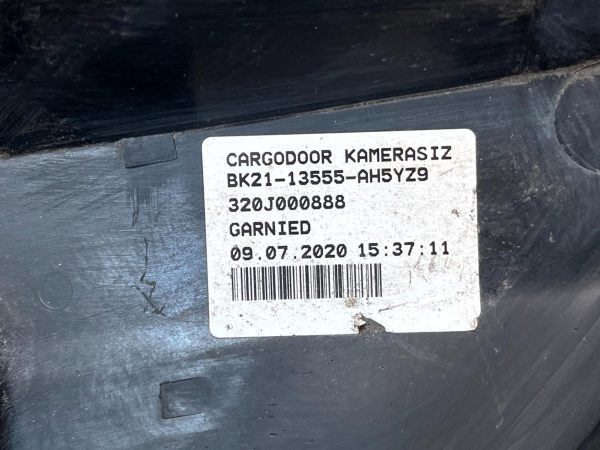 CARGODOOR KAMERASIZ
BK21-13555-AH5YZ9
320J000888
GARNIED
09.07.2020 15:37:11